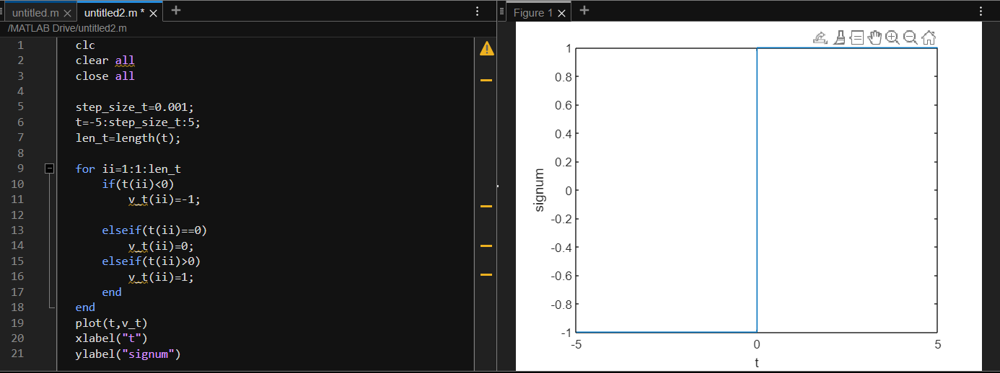 untitled.m
untitled2.m *
/MATLAB Drive/untitled2.m
1 clc
2 clear all
3 close all
4
5 step_size_t=0.001;
6 t=-5:step_size_t:5;
7 len_t=length(t);
8
9 for ii=1:1:len_t
10 if(t(ii)<0)
11 v_t(ii)=-1;
12
13 elseif(t(ii)==0)
14 v_t(ii)=0;
15 elseif(t(ii)>0)
16 v_t(ii)=1;
17 end
18 end
19 plot(t,v_t)
20 xlabel("t")
21 ylabel("signum")
Figure 1
1
0.8
0.6
0.4
0.2
0
-0.2
-0.4
-0.6
-0.8
-1
signum
-5 0 5
t